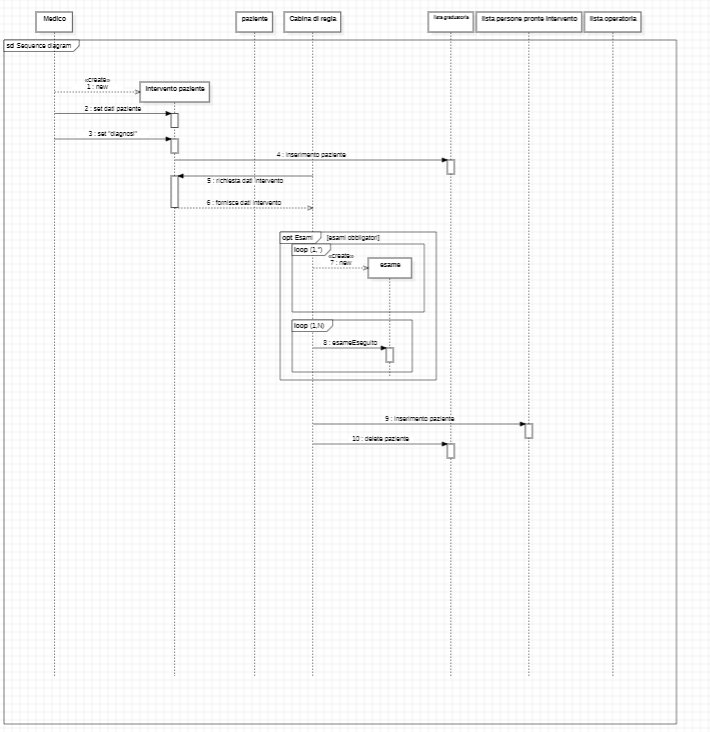 Medico
paziente
Cabina di regia
lista graduatoria
lista persone pronte intervento
lista operatoria
sd Sequence diagram
«create»
1 : new
Intervento paziente
2 : set dati paziente
3 : set "diagnosi"
4 : inserimento paziente
5 : richiesta dati intervento
6 : fornisce dati intervento
opt Esami
[esami obbligatori]
loop (1,*)
«create»
7 : new
esame
loop (1,N)
8 : esameEseguito
9 : inserimento paziente
10 : delete paziente